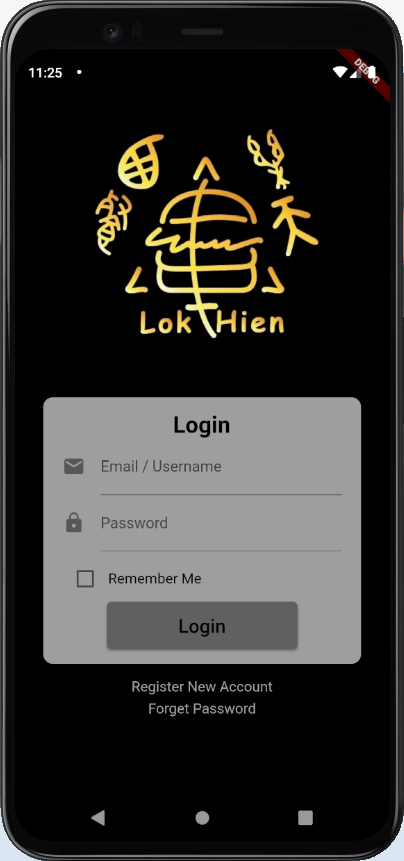 11:25
DEBUG
Lok Hien
Login
Email / Username
Password
Remember Me
Login
Register New Account
Forget Password